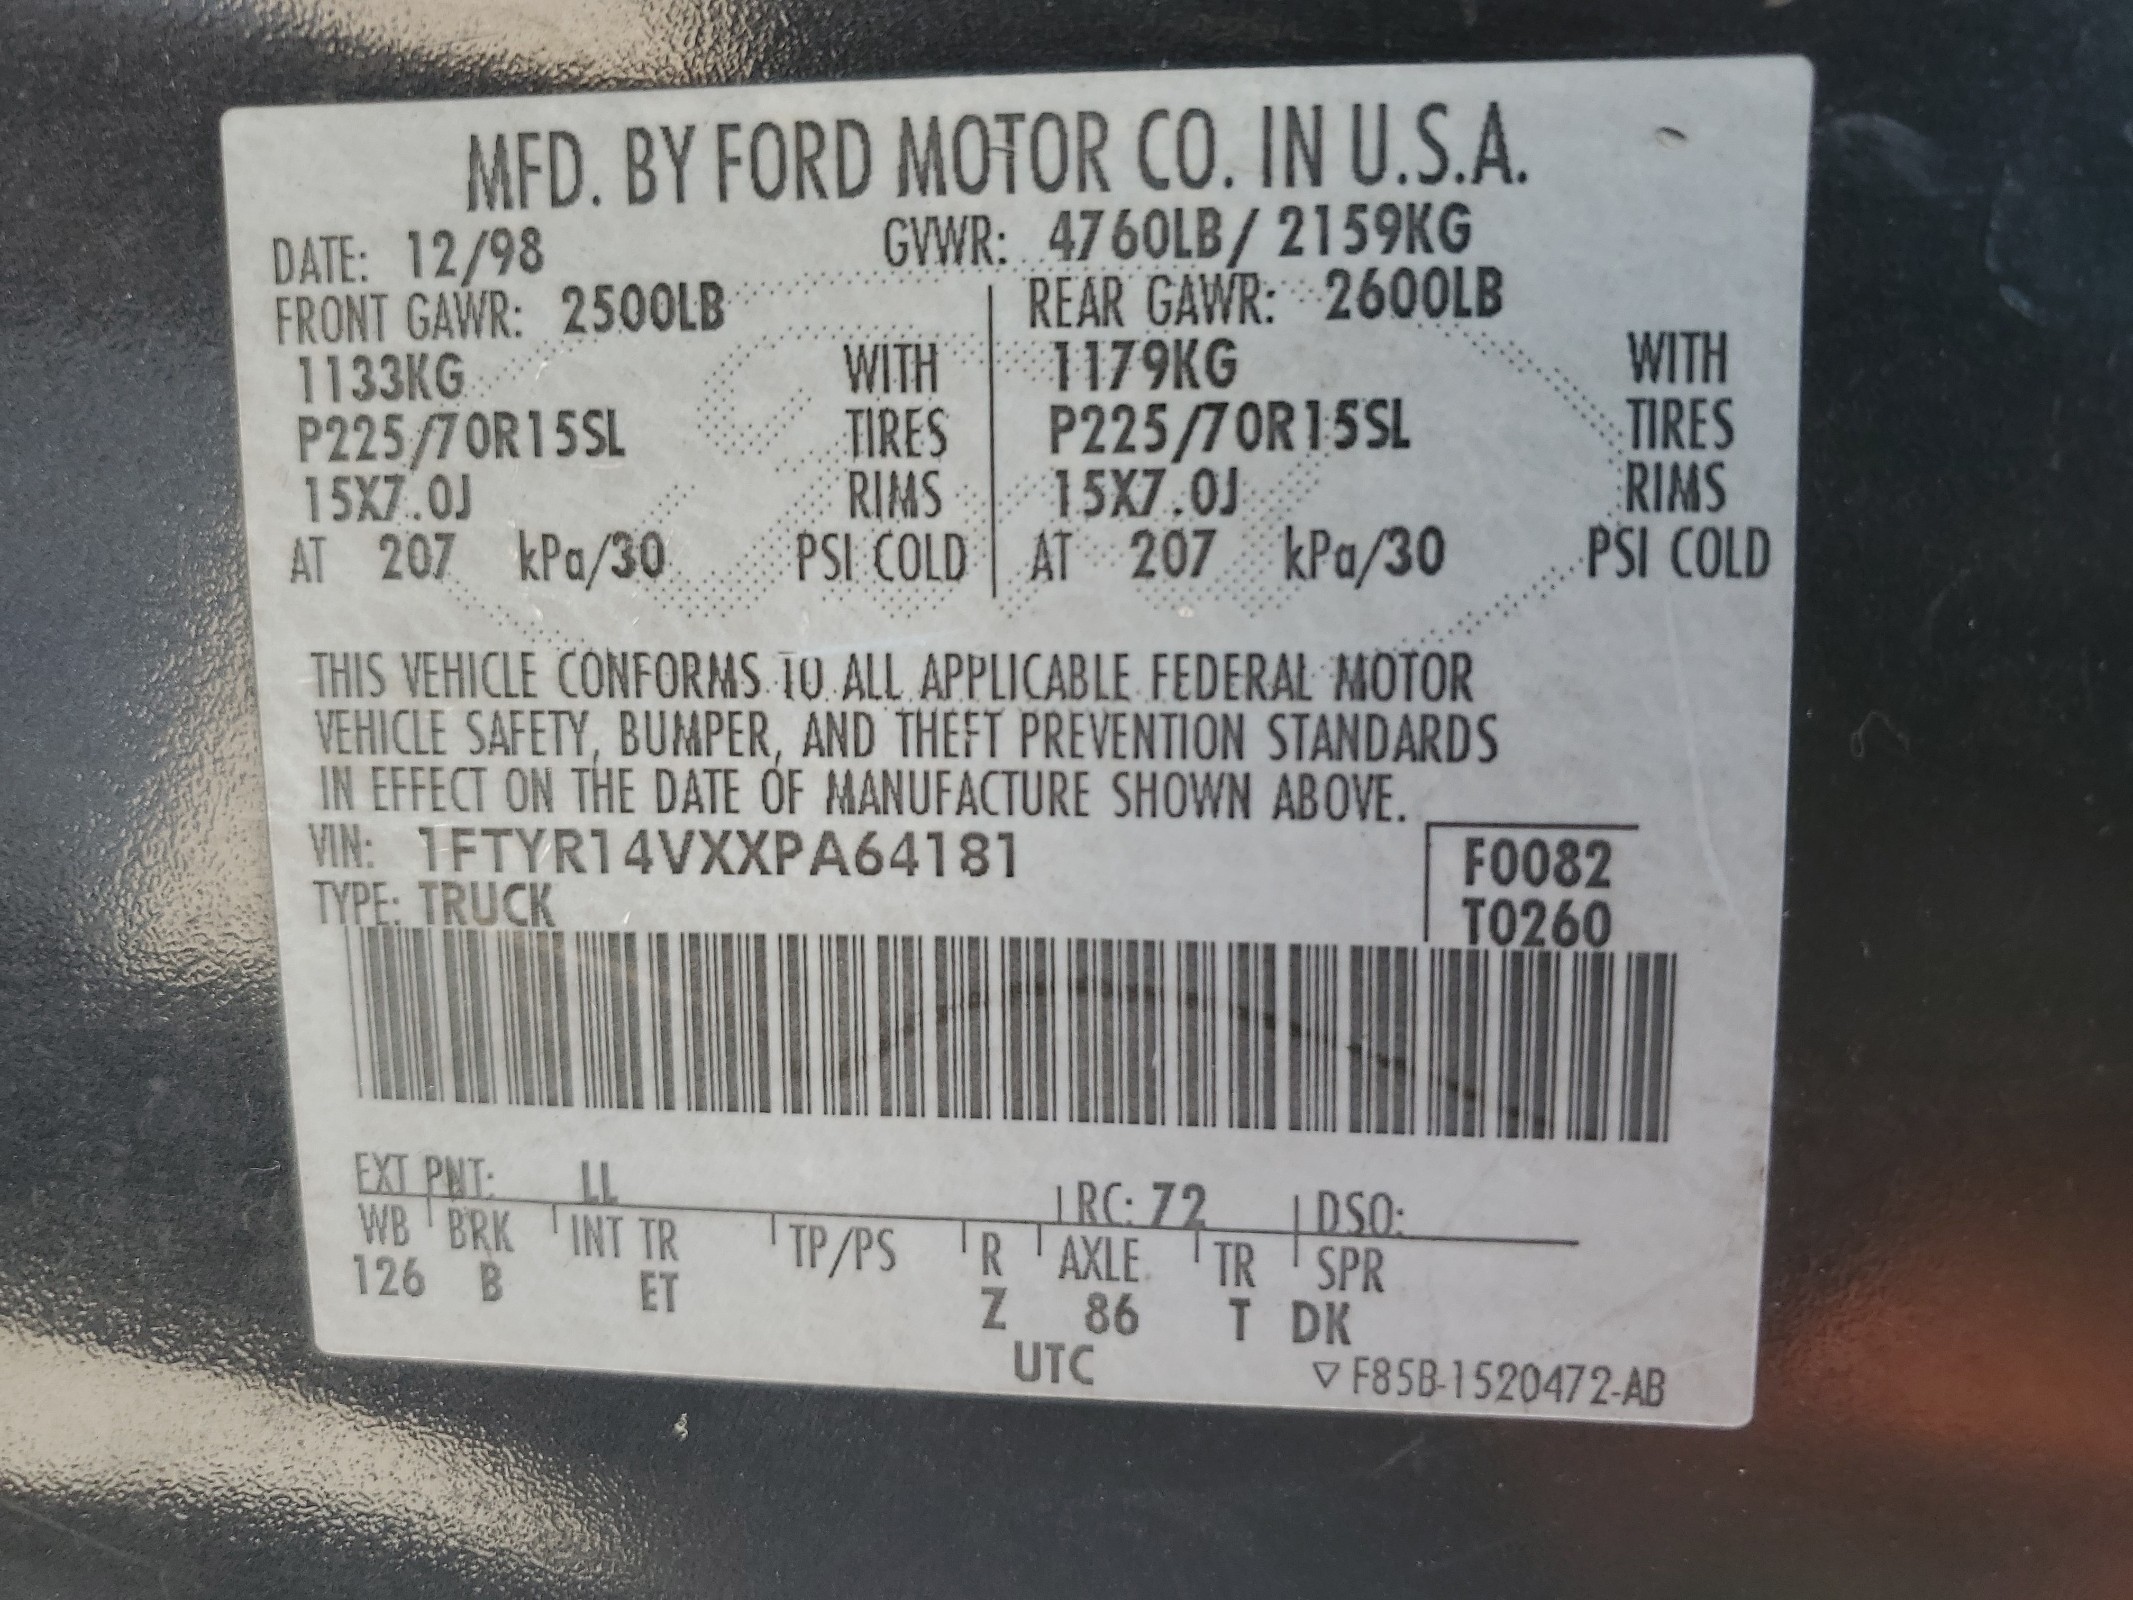 MFD. BY FORD MOTOR CO. IN U.S.A.
DATE: 12/98 GVWR: 4760LB/ 2159KG
FRONT GAWR: 2500LB REAR GAWR: 2600LB
1133KG WITH 1179KG WITH
P225/70R15SL TIRES P225/70R15SL TIRES
15X7.0J RIMS 15X7.0J RIMS
AT 207 kPa/30 PSI COLD AT 207 kPa/30 PSI COLD
THIS VEHICLE CONFORMS TO ALL APPLICABLE FEDERAL MOTOR
VEHICLE SAFETY, BUMPER, AND THEFT PREVENTION STANDARDS
IN EFFECT ON THE DATE OF MANUFACTURE SHOWN ABOVE.
VIN: 1FTYR14VXXPA64181 F0082
TYPE: TRUCK T0260
EXT PNT: LL RC: 72 DSO:
WB BRK INT TR TP/PS R AXLE TR SPR
126 B ET Z 86 T DK
UTC ▽F85B-1520472-AB